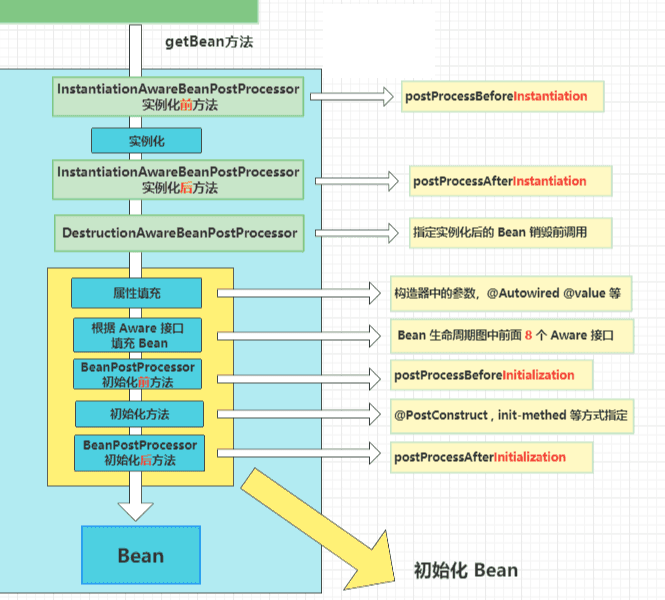 getBean方法
InstantiationAwareBeanPostProcessor
实例化前方法
postProcessBeforeInstantiation
实例化
InstantiationAwareBeanPostProcessor
实例化后方法
postProcessAfterInstantiation
DestructionAwareBeanPostProcessor
指定实例化后的 Bean 销毁前调用
属性填充
构造器中的参数，@Autowired @value 等
根据 Aware 接口
填充 Bean
Bean 生命周期图中前面 8 个 Aware 接口
BeanPostProcessor
初始化前方法
postProcessBeforeInitialization
初始化方法
@PostConstruct , init-methed 等方式指定
BeanPostProcessor
初始化后方法
postProcessAfterInitialization
Bean
初始化 Bean